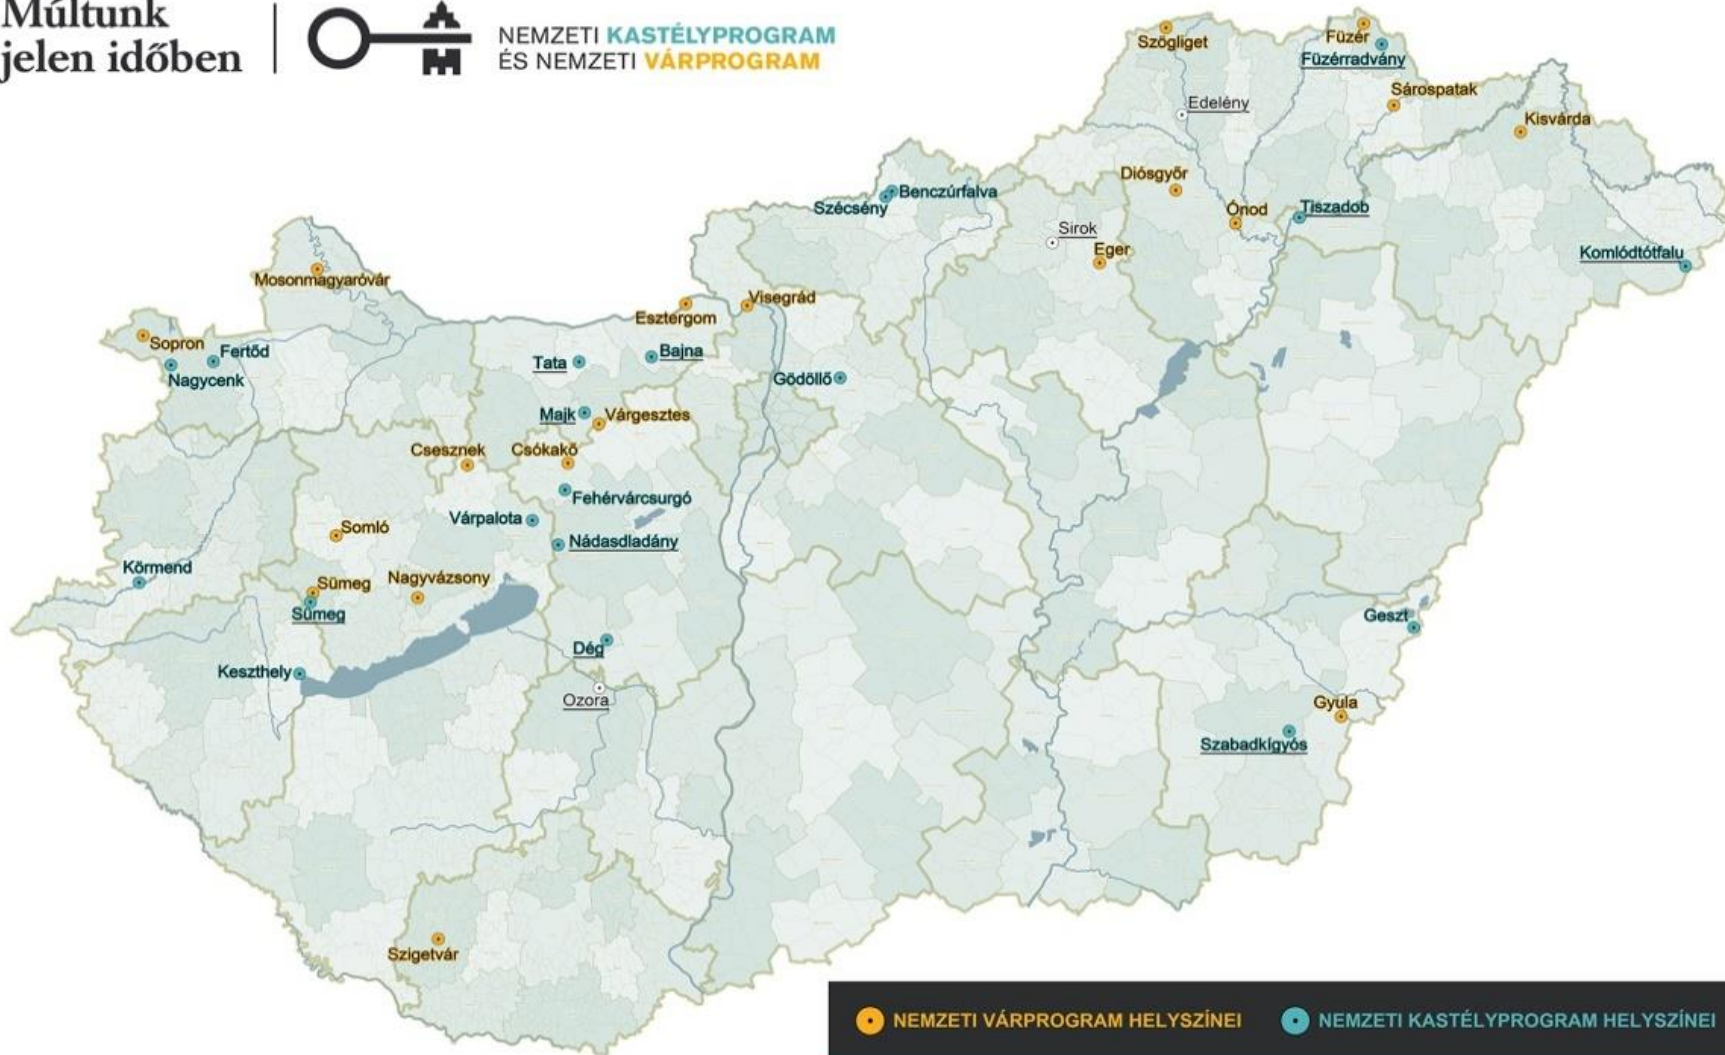 Múltunk
jelen időben
NEMZETI KASTÉLYPROGRAM
ÉS NEMZETI VÁRPROGRAM
Szögliget
Füzér
Füzérradvány
Sárospatak
Edelény
Kisvárda
Diósgyőr
Benczúrfalva
Szécsény
Ónod
Tiszadob
Sirok
Eger
Komlódtótfalu
Mosonmagyaróvár
Visegrád
Esztergom
Sopron
Fertőd
Nagycenk
Tata
Bajna
Gödöllő
Majk
Várgesztes
Csesznek
Csókakő
Fehérvárcsurgó
Várpalota
Somló
Nádasdladány
Körmend
Sümeg
Nagyvázsony
Sümeg
Geszt
Dég
Keszthely
Ozora
Gyula
Szabadkígyós
Szigetvár
NEMZETI VÁRPROGRAM HELYSZÍNEI
NEMZETI KASTÉLYPROGRAM HELYSZÍNEI